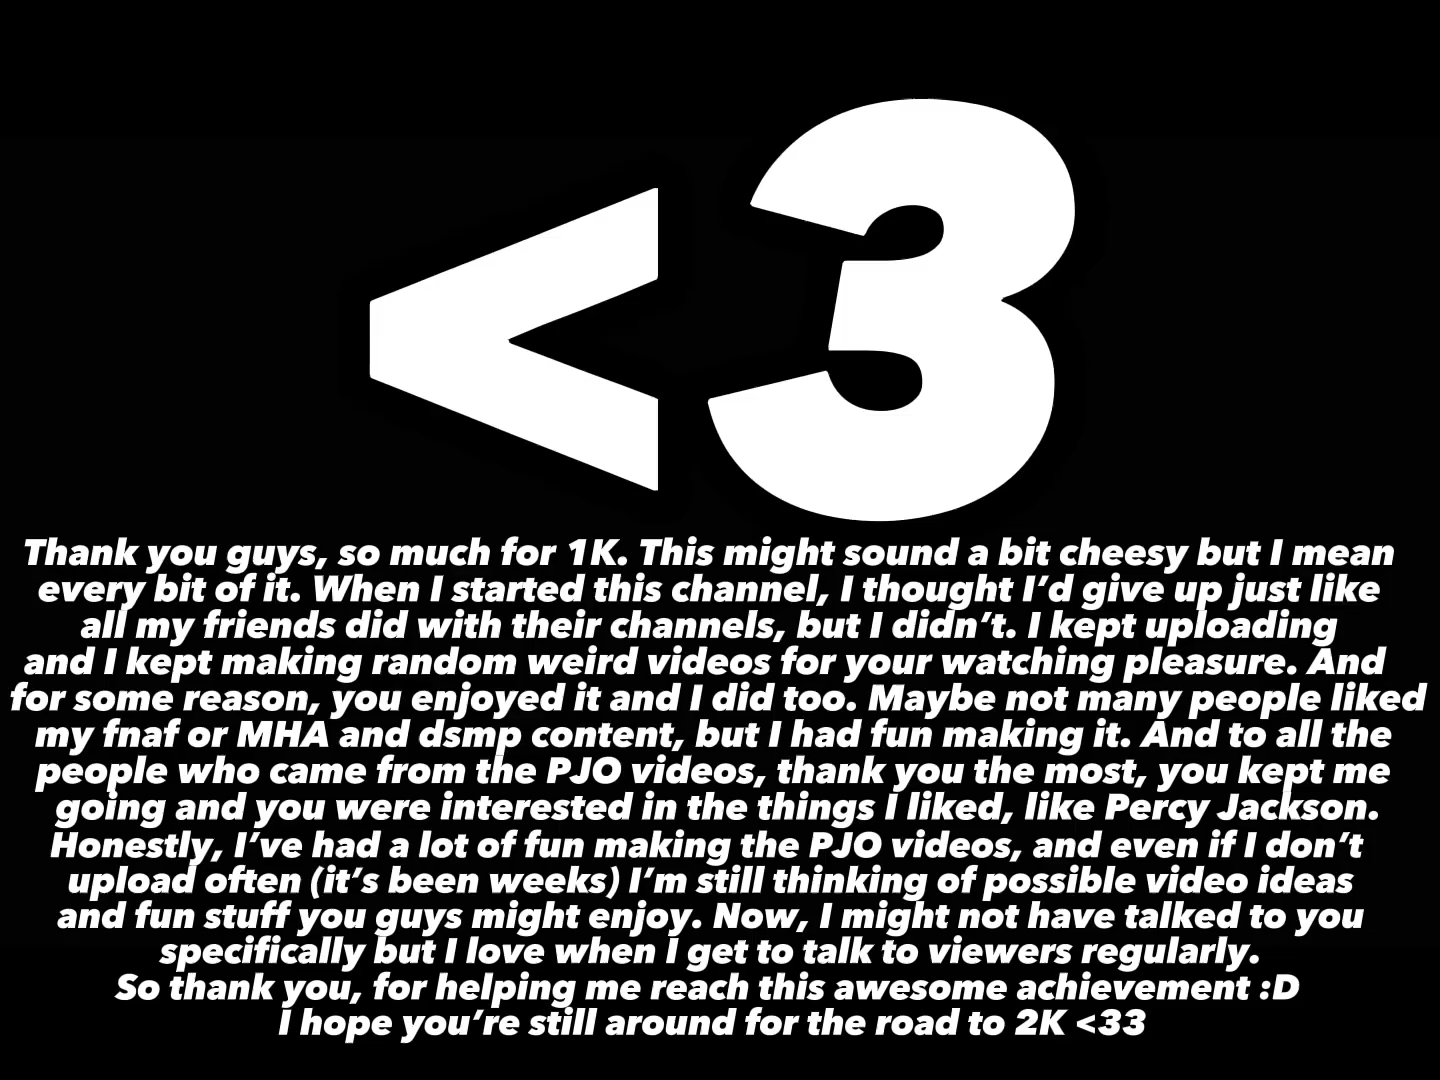 <3
Thank you guys, so much for 1K. This might sound a bit cheesy but I mean
every bit of it. When I started this channel, I thought I’d give up just like
all my friends did with their channels, but I didn’t. I kept uploading
and I kept making random weird videos for your watching pleasure. And
for some reason, you enjoyed it and I did too. Maybe not many people liked
my fnaf or MHA and dsmp content, but I had fun making it. And to all the
people who came from the PJO videos, thank you the most, you kept me
going and you were interested in the things I liked, like Percy Jackson.
Honestly, I’ve had a lot of fun making the PJO videos, and even if I don’t
upload often (it’s been weeks) I’m still thinking of possible video ideas
and fun stuff you guys might enjoy. Now, I might not have talked to you
specifically but I love when I get to talk to viewers regularly.
So thank you, for helping me reach this awesome achievement :D
I hope you’re still around for the road to 2K <33